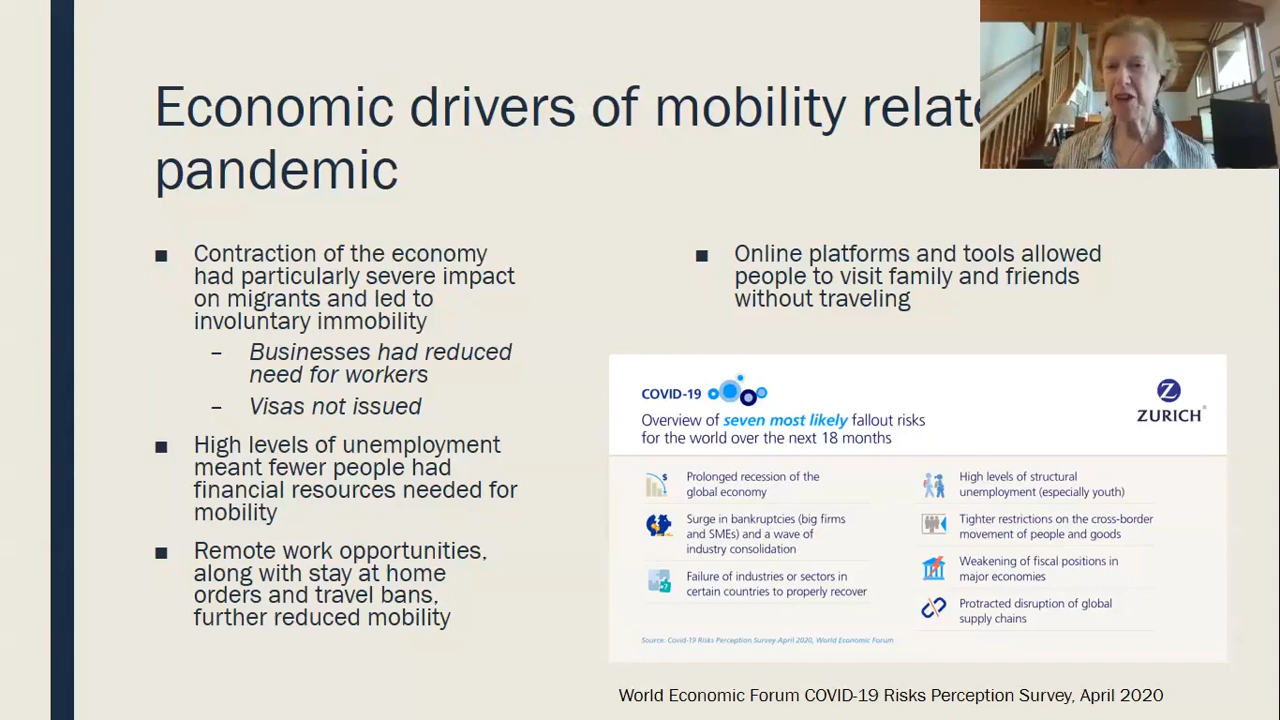 Economic drivers of mobility relate
pandemic
■ Contraction of the economy
had particularly severe impact
on migrants and led to
involuntary immobility
– Businesses had reduced
need for workers
– Visas not issued
■ High levels of unemployment
meant fewer people had
financial resources needed for
mobility
■ Remote work opportunities,
along with stay at home
orders and travel bans,
further reduced mobility
■ Online platforms and tools allowed
people to visit family and friends
without traveling
COVID-19
Overview of seven most likely fallout risks
for the world over the next 18 months
ZURICH®
Prolonged recession of the
global economy
Surge in bankruptcies (big firms
and SMEs) and a wave of
industry consolidation
Failure of industries or sectors in
certain countries to properly recover
High levels of structural
unemployment (especially youth)
Tighter restrictions on the cross-border
movement of people and goods
Weakening of fiscal positions in
major economies
Protracted disruption of global
supply chains
Source: Covid-19 Risks Perception Survey April 2020, World Economic Forum
World Economic Forum COVID-19 Risks Perception Survey, April 2020